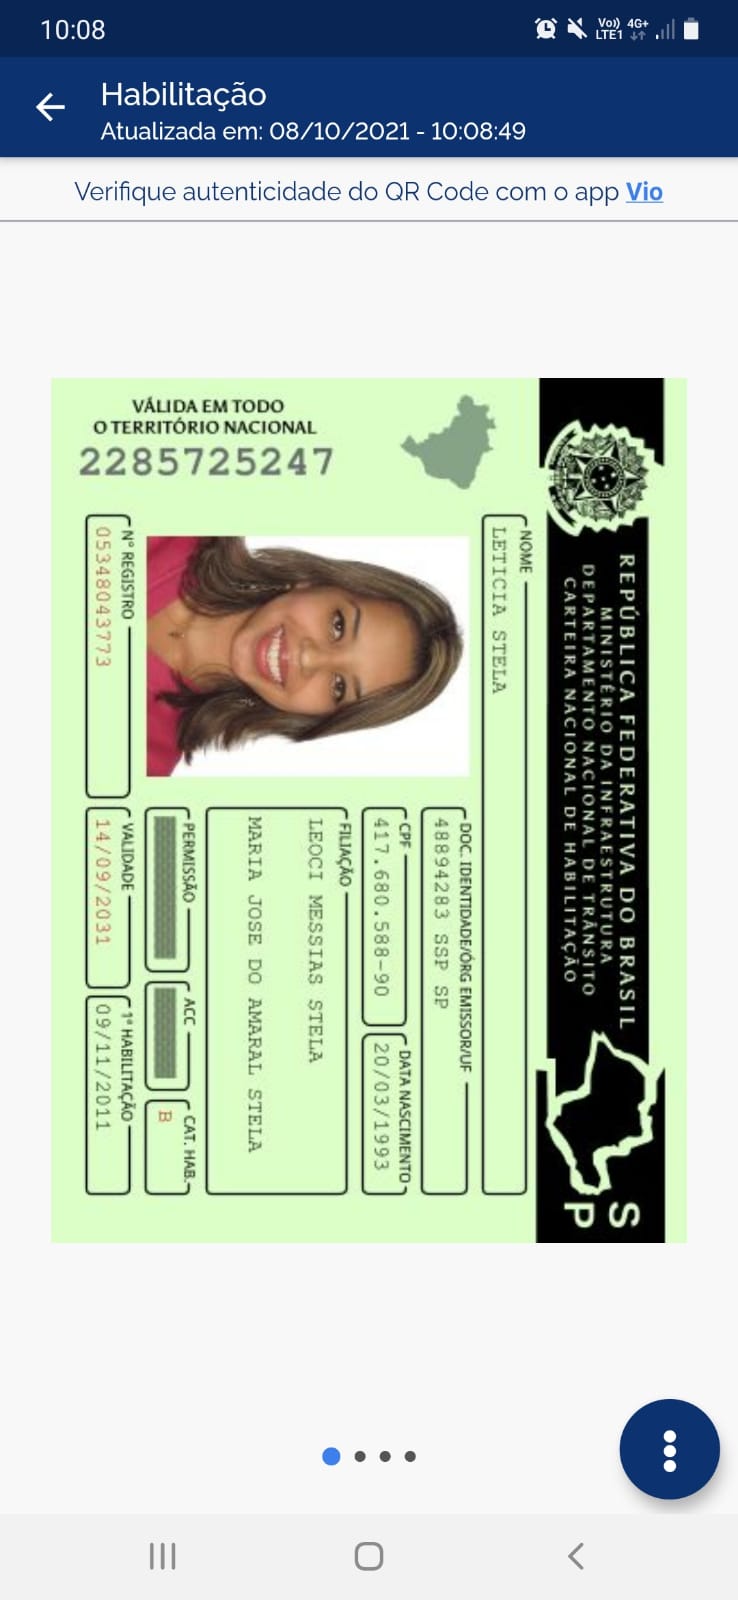 10:08
Vo)) 4G+
LTE1
Habilitação
Atualizada em: 08/10/2021 - 10:08:49
Verifique autenticidade do QR Code com o app Vio
REPÚBLICA FEDERATIVA DO BRASIL
MINISTÉRIO DA INFRAESTRUTURA
DEPARTAMENTO NACIONAL DE TRÂNSITO
CARTEIRA NACIONAL DE HABILITAÇÃO
S
P
VÁLIDA EM TODO
O TERRITÓRIO NACIONAL
2285725247
NOME
LETICIA STELA
DOC. IDENTIDADE/ÓRG EMISSOR/UF
48894283 SSP SP
CPF
417.680.588-90
DATA NASCIMENTO
20/03/1993
FILIAÇÃO
LEOCI MESSIAS STELA
MARIA JOSE DO AMARAL STELA
PERMISSÃO
ACC
CAT. HAB.
B
Nº REGISTRO
05348043773
VALIDADE
14/09/2031
1ª HABILITAÇÃO
09/11/2011